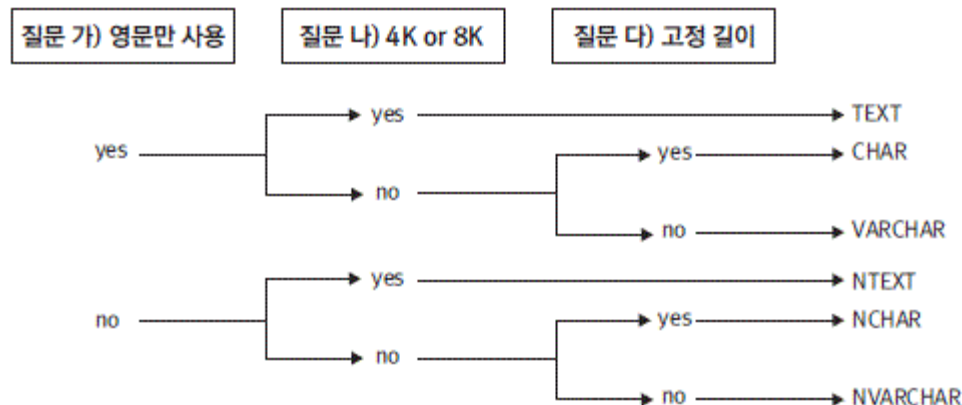 질문 가) 영문만 사용
질문 나) 4K or 8K
질문 다) 고정 길이
yes
yes
TEXT
no
yes
CHAR
no
VARCHAR
no
yes
NTEXT
no
yes
NCHAR
no
NVARCHAR